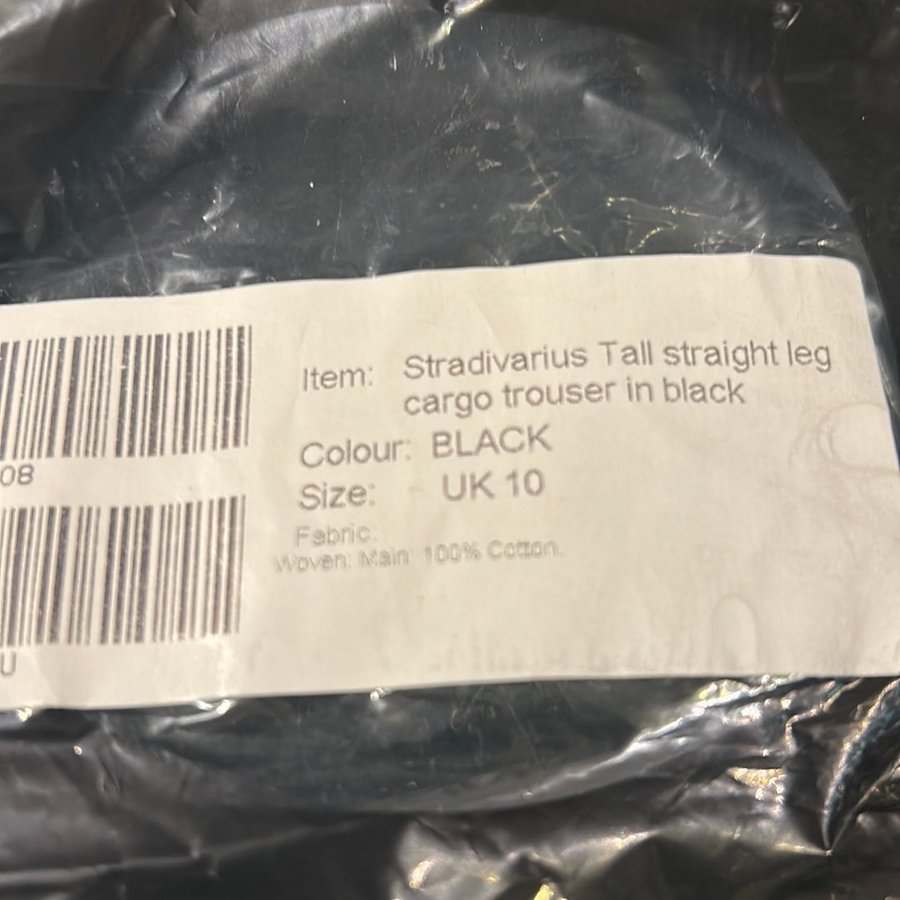 Item: Stradivarius Tall straight leg
cargo trouser in black
Colour: BLACK
Size: UK 10
Fabric:
Woven: Main: 100% Cotton.
08
U